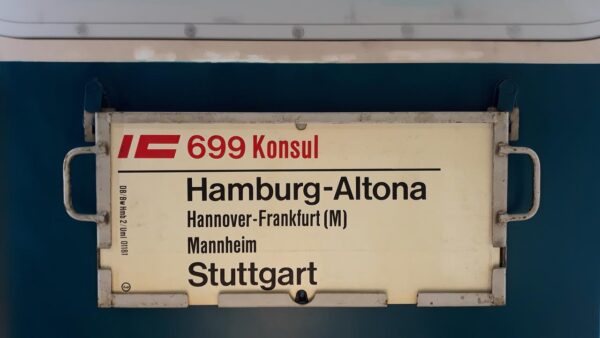 IC 699 Konsul
Hamburg-Altona
Hannover-Frankfurt (M)
Mannheim
Stuttgart